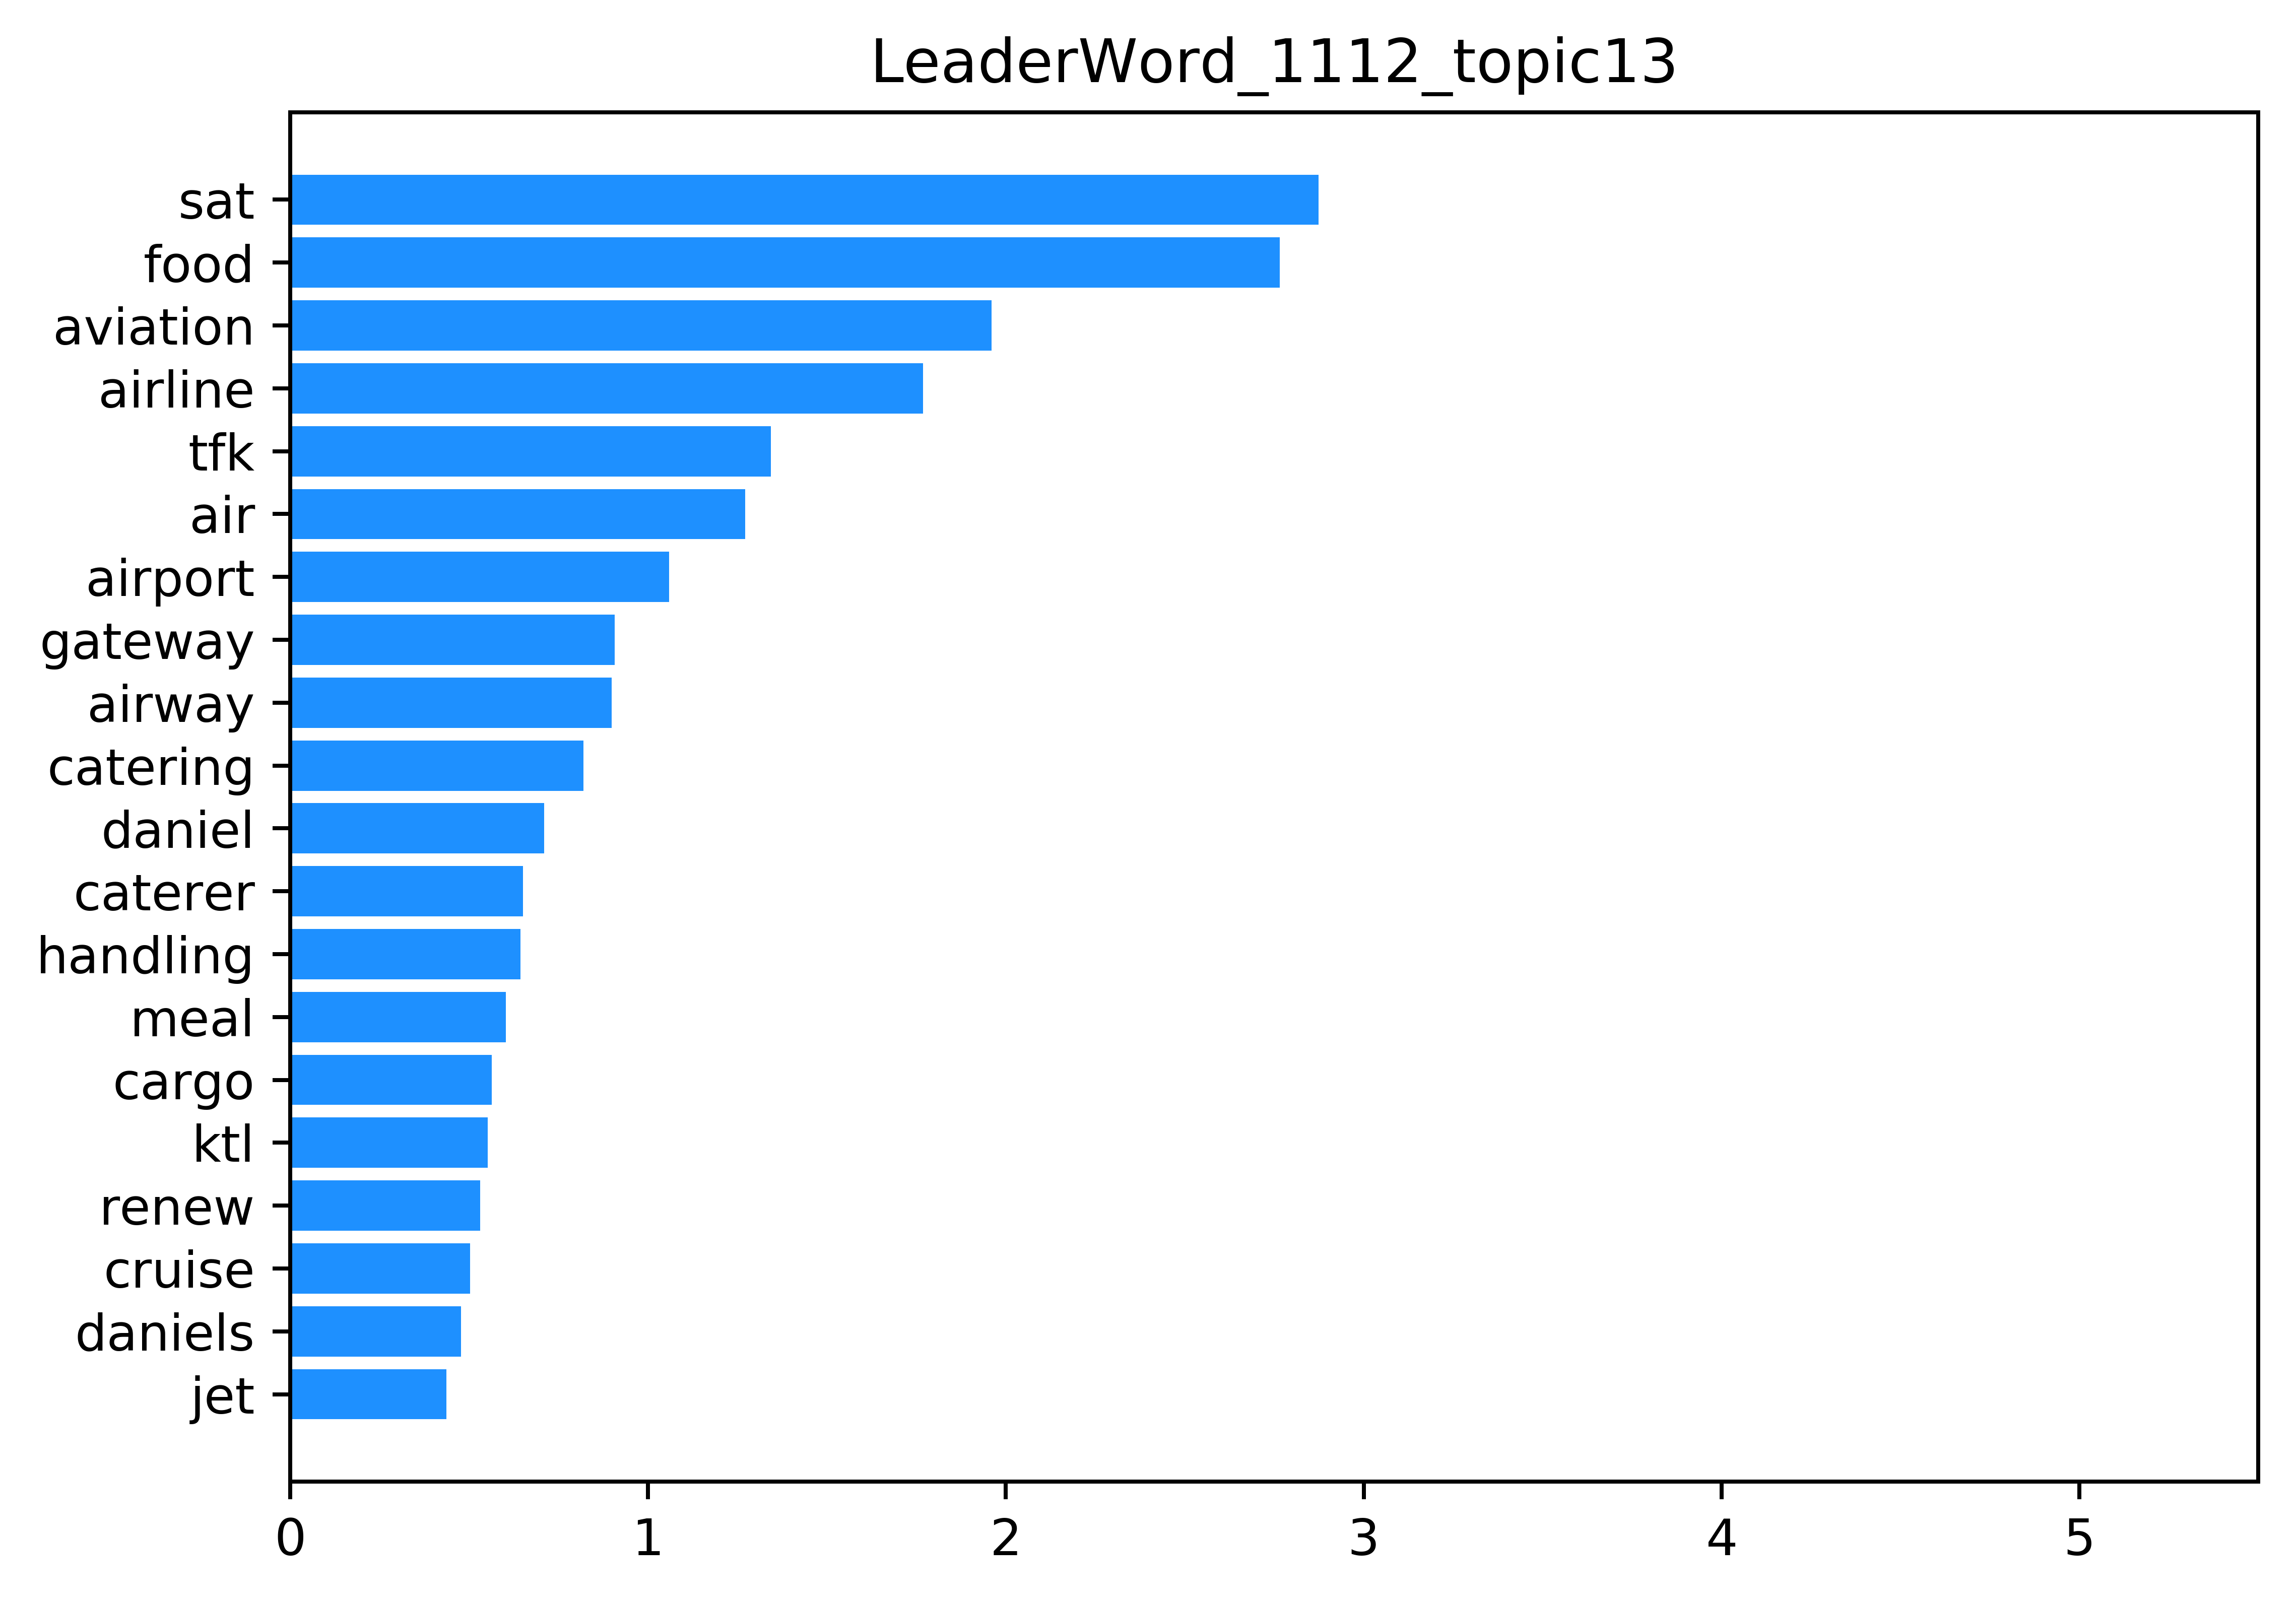 LeaderWord_1112_topic13
sat
food
aviation
airline
tfk
air
airport
gateway
airway
catering
daniel
caterer
handling
meal
cargo
ktl
renew
cruise
daniels
jet
0 1 2 3 4 5